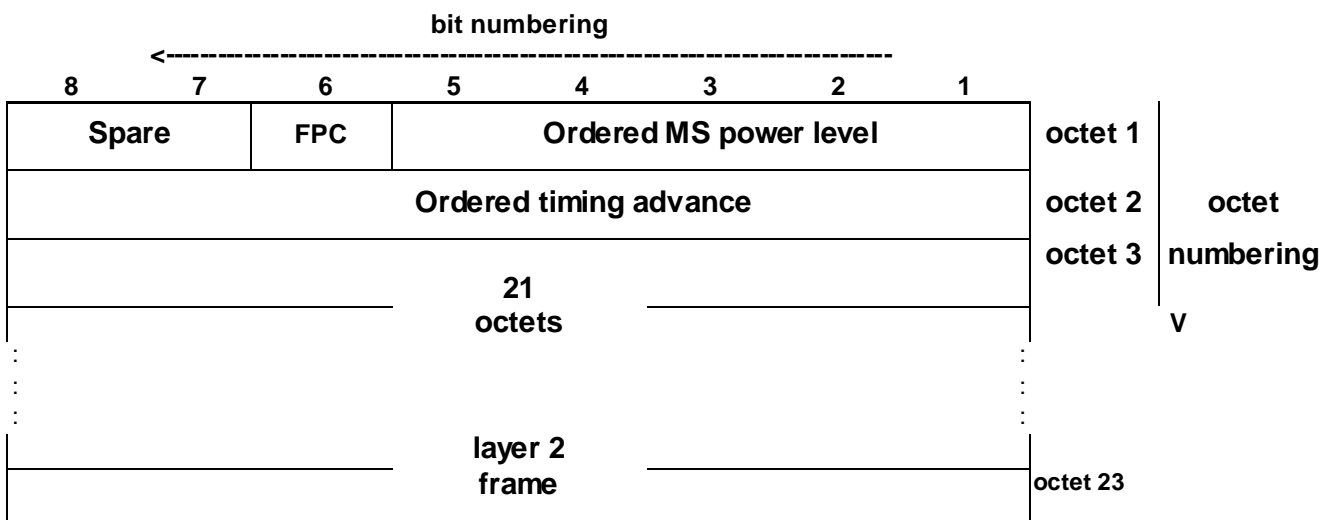 bit numbering
<--------------------------------------------------------------------------------
8 7 6 5 4 3 2 1
Spare FPC Ordered MS power level octet 1
Ordered timing advance octet 2 octet
octet 3 numbering
21
octets V
: :
: :
: :
layer 2
frame octet 23